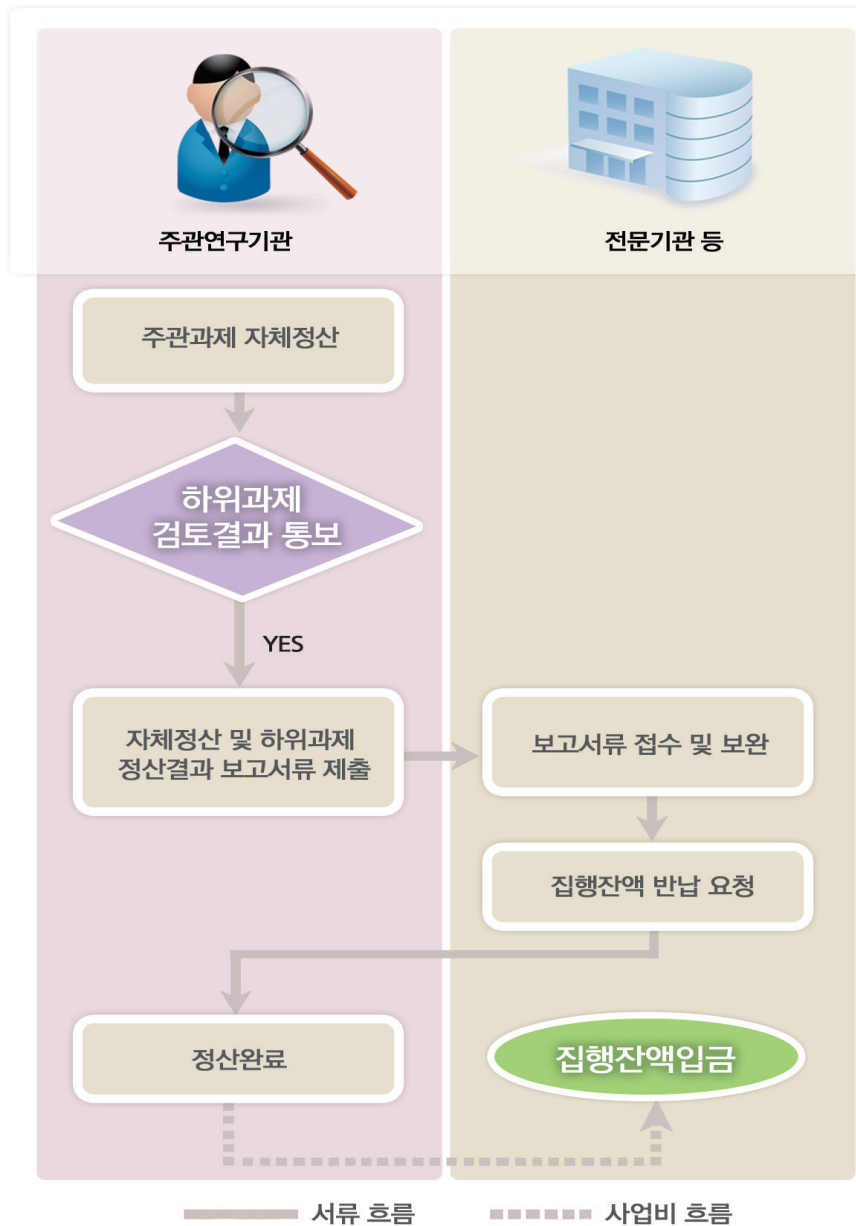 주관연구기관
전문기관 등
주관과제 자체정산
하위과제
검토결과 통보
YES
자체정산 및 하위과제
정산결과 보고서류 제출
보고서류 접수 및 보완
집행잔액 반납 요청
정산완료
집행잔액입금
서류 흐름
사업비 흐름